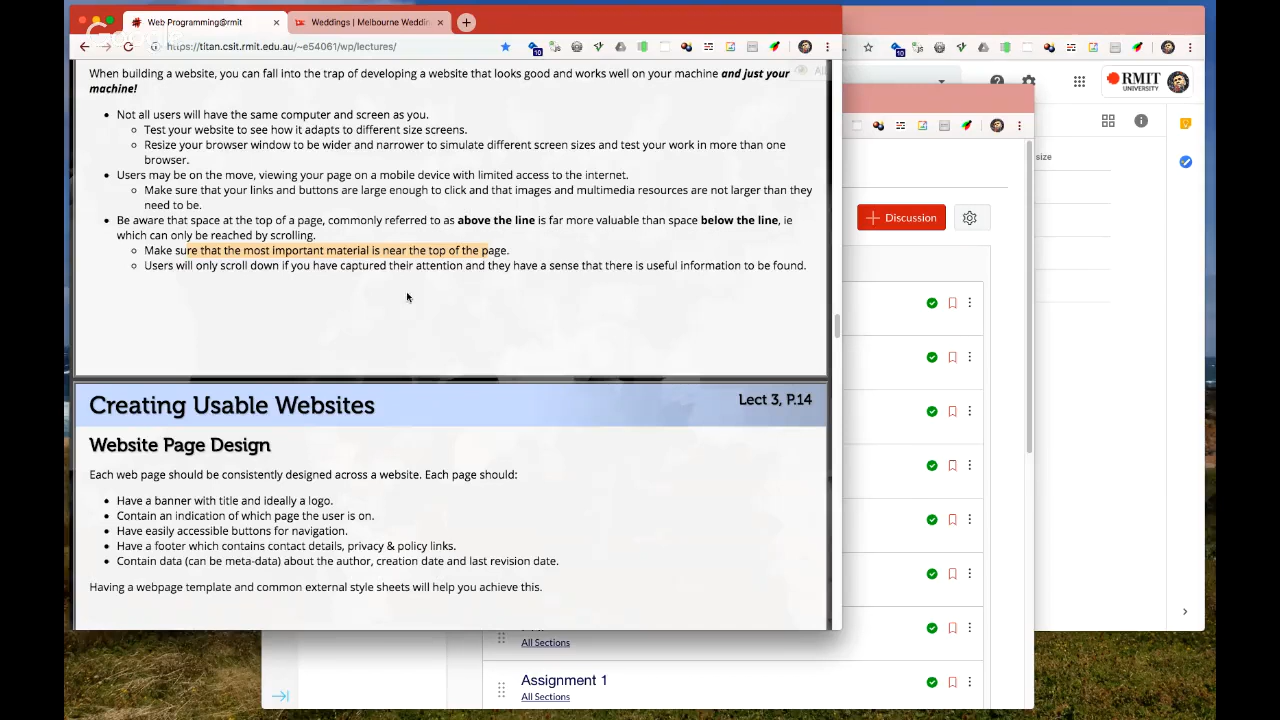 Web Programming@rmit
Weddings | Melbourne Weddin
Google
https://titan.csit.rmit.edu.au/~e54061/wp/lectures/
10
10
RMIT
UNIVERSITY
All
When building a website, you can fall into the trap of developing a website that looks good and works well on your machine and just your
machine!
• Not all users will have the same computer and screen as you.
Test your website to see how it adapts to different size screens.
Resize your browser window to be wider and narrower to simulate different screen sizes and test your work in more than one
browser.
• Users may be on the move, viewing your page on a mobile device with limited access to the internet.
Make sure that your links and buttons are large enough to click and that images and multimedia resources are not larger than they
need to be.
• Be aware that space at the top of a page, commonly referred to as above the line is far more valuable than space below the line, ie
which can only be reached by scrolling.
Make sure that the most important material is near the top of the page.
Users will only scroll down if you have captured their attention and they have a sense that there is useful information to be found.
size
Discussion
Creating Usable Websites
Lect 3, P.14
Website Page Design
Each web page should be consistently designed across a website. Each page should:
• Have a banner with title and ideally a logo.
• Contain an indication of which page the user is on.
• Have easily accessible buttons for navigation.
• Have a footer which contains contact details, privacy & policy links.
• Contain data (can be meta-data) about the author, creation date and last revision date.
Having a webpage template and common external style sheets will help you achieve this.
All Sections
Assignment 1
All Sections